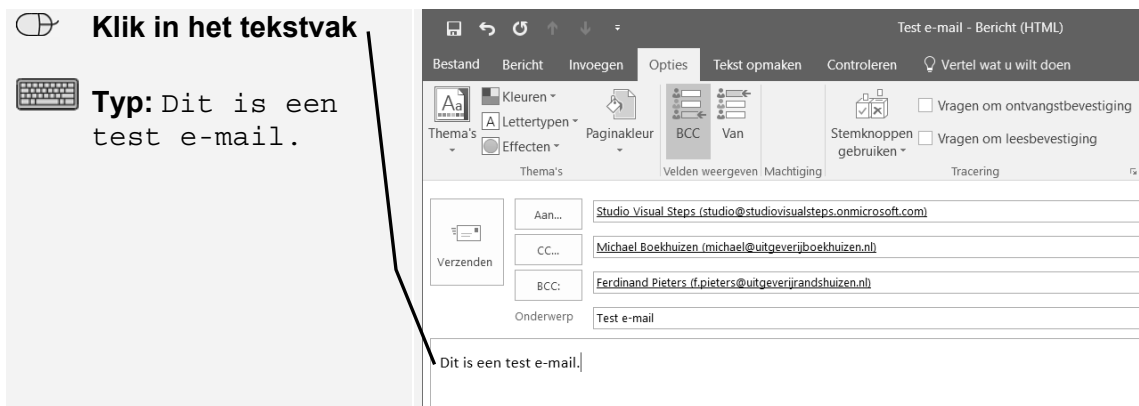 Klik in het tekstvak
Typ: Dit is een
test e-mail.
Test e-mail - Bericht (HTML)
Bestand Bericht Invoegen Opties Tekst opmaken Controleren Vertel wat u wilt doen
Aa
Thema's
Kleuren
A Lettertypen
Effecten
Paginakleur
BCC
Van
Stemknoppen
gebruiken
Vragen om ontvangstbevestiging
Vragen om leesbevestiging
Thema's Velden weergeven Machtiging Tracering
Verzenden
Aan... Studio Visual Steps (studio@studiovisualsteps.onmicrosoft.com)
CC... Michael Boekhuizen (michael@uitgeverijboekhuizen.nl)
BCC: Ferdinand Pieters (f.pieters@uitgeverijrandshuizen.nl)
Onderwerp Test e-mail
Dit is een test e-mail.